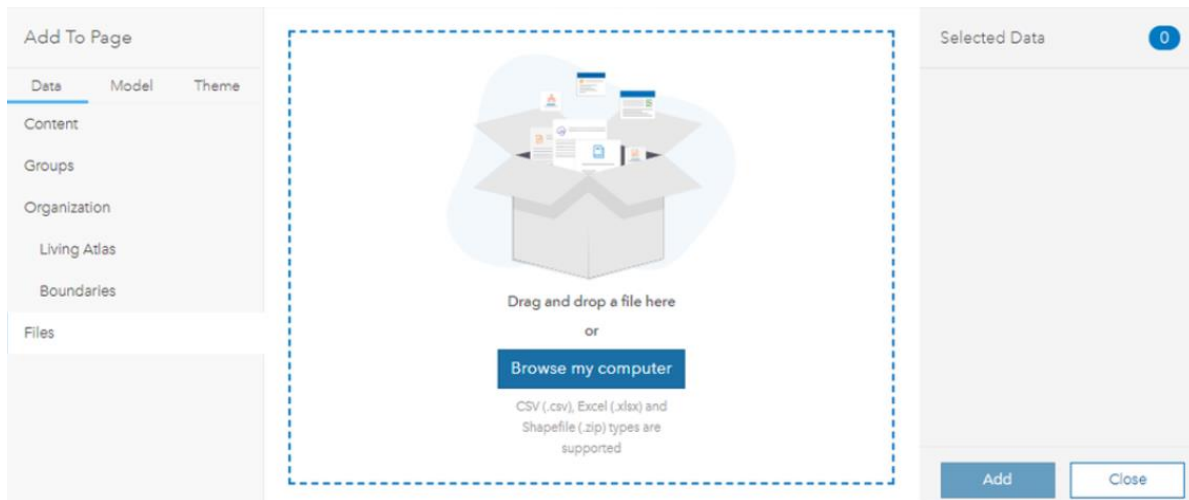 Add To Page
Data Model Theme
Content
Groups
Organization
Living Atlas
Boundaries
Files
Drag and drop a file here
or
Browse my computer
CSV (.csv), Excel (.xlsx) and
Shapefile (.zip) types are
supported
Selected Data 0
Add Close